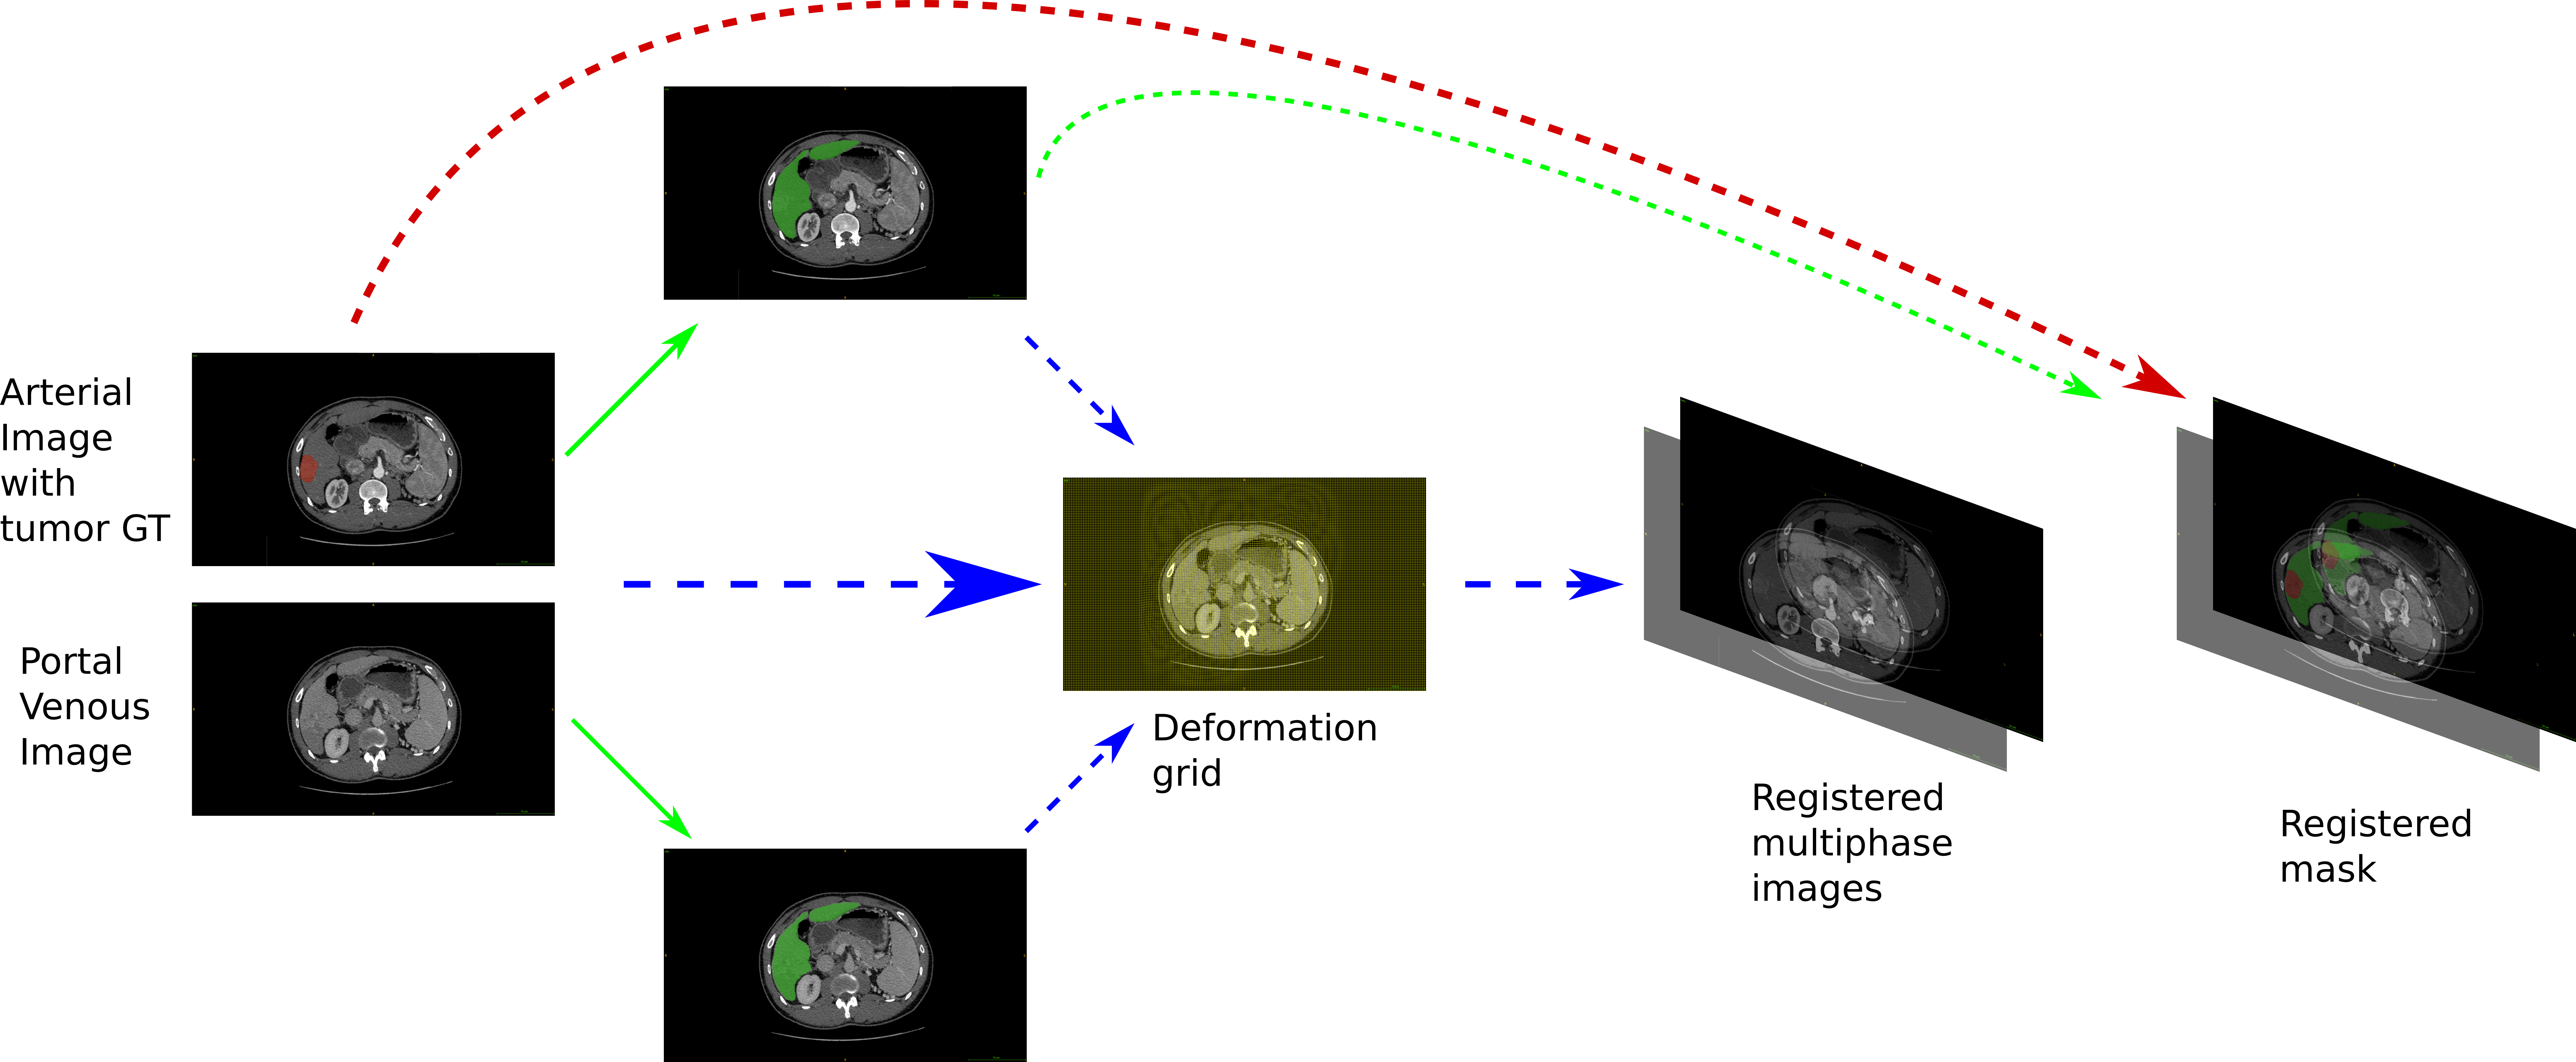 Arterial
Image
with
tumor GT
Portal
Venous
Image
Deformation
grid
Registered
multiphase
images
Registered
mask